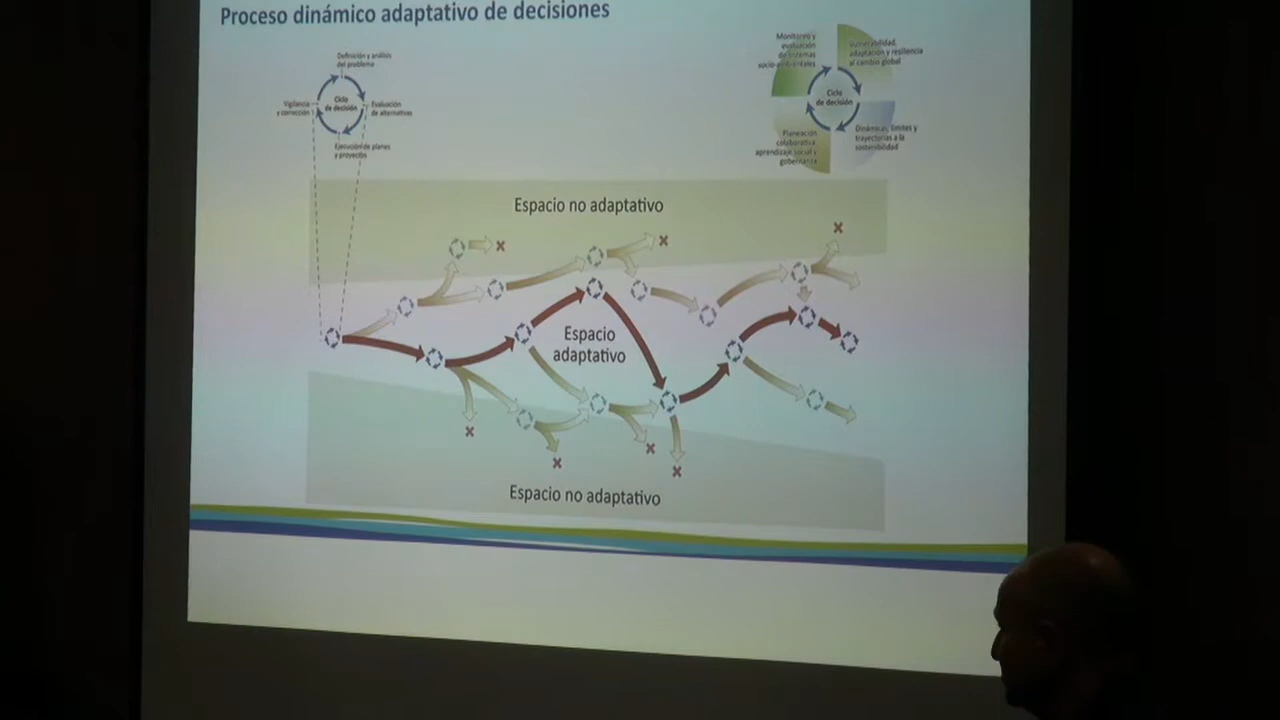 Proceso dinámico adaptativo de decisiones
Definición y análisis
del problema
Vigilancia
y corrección
Ciclo
de decisión
Evaluación
de alternativas
Ejecución de planes
y proyectos
Monitoreo y
evaluación
de sistemas
socio-ambientales
Vulnerabilidad,
adaptación y resiliencia
al cambio global
Ciclo
de decisión
Planeación
colaborativa
aprendizaje social y
gobernanza
Dinámicas, límites y
trayectorias a la
sostenibilidad
Espacio no adaptativo
Espacio
adaptativo
Espacio no adaptativo